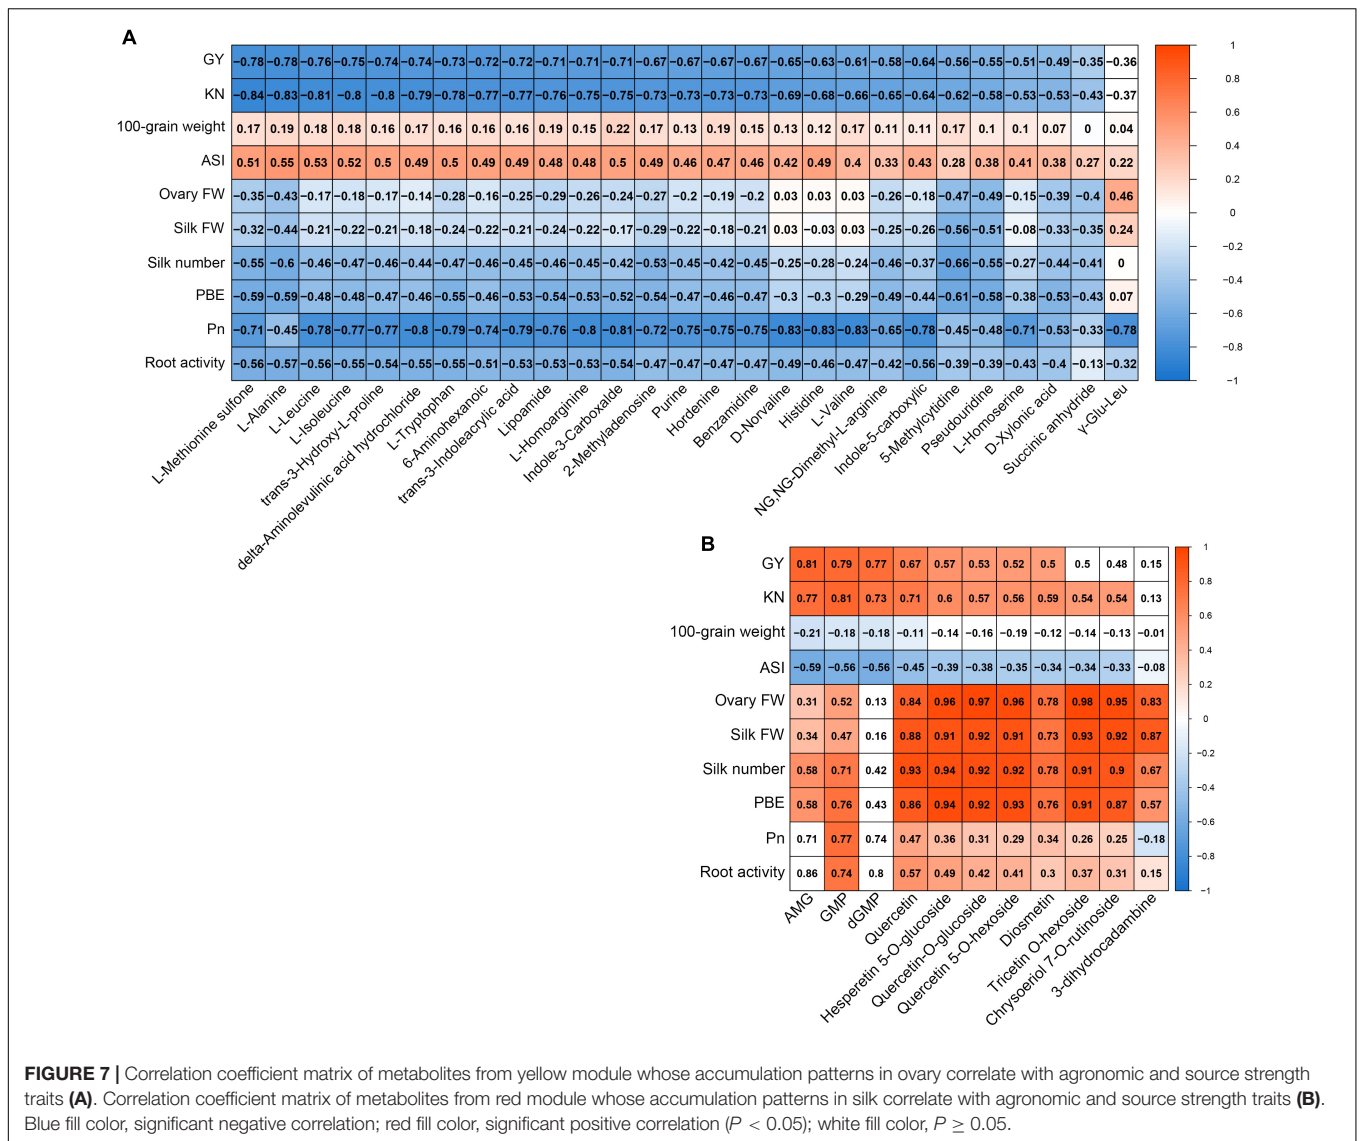 A
GY −0.78 −0.78 −0.76 −0.75 −0.74 −0.74 −0.73 −0.72 −0.72 −0.71 −0.71 −0.71 −0.67 −0.67 −0.67 −0.67 −0.65 −0.63 −0.61 −0.58 −0.64 −0.56 −0.55 −0.51 −0.49 −0.35 −0.36
KN −0.84 −0.83 −0.81 −0.8 −0.8 −0.79 −0.78 −0.77 −0.77 −0.76 −0.75 −0.75 −0.73 −0.73 −0.73 −0.73 −0.69 −0.68 −0.66 −0.65 −0.64 −0.62 −0.58 −0.53 −0.53 −0.43 −0.37
100-grain weight 0.17 0.19 0.18 0.18 0.16 0.17 0.16 0.16 0.16 0.19 0.15 0.22 0.17 0.13 0.19 0.15 0.13 0.12 0.17 0.11 0.11 0.17 0.1 0.1 0.07 0 0.04
ASI 0.51 0.55 0.53 0.52 0.5 0.49 0.5 0.49 0.49 0.48 0.48 0.5 0.49 0.46 0.47 0.46 0.42 0.49 0.4 0.33 0.43 0.28 0.38 0.41 0.38 0.27 0.22
Ovary FW −0.35 −0.43 −0.17 −0.18 −0.17 −0.14 −0.28 −0.16 −0.25 −0.29 −0.26 −0.24 −0.27 −0.2 −0.19 −0.2 0.03 0.03 0.03 −0.26 −0.18 −0.47 −0.49 −0.15 −0.39 −0.4 0.46
Silk FW −0.32 −0.44 −0.21 −0.22 −0.21 −0.18 −0.24 −0.22 −0.21 −0.24 −0.22 −0.17 −0.29 −0.22 −0.18 −0.21 0.03 −0.03 0.03 −0.25 −0.26 −0.56 −0.51 −0.08 −0.33 −0.35 0.24
Silk number −0.55 −0.6 −0.46 −0.47 −0.46 −0.44 −0.47 −0.46 −0.45 −0.46 −0.45 −0.42 −0.53 −0.45 −0.42 −0.45 −0.25 −0.28 −0.24 −0.46 −0.37 −0.66 −0.55 −0.27 −0.44 −0.41 0
PBE −0.59 −0.59 −0.48 −0.48 −0.47 −0.46 −0.55 −0.46 −0.53 −0.54 −0.53 −0.52 −0.54 −0.47 −0.46 −0.47 −0.3 −0.3 −0.29 −0.49 −0.44 −0.61 −0.58 −0.38 −0.53 −0.43 0.07
Pn −0.71 −0.45 −0.78 −0.77 −0.77 −0.8 −0.79 −0.74 −0.79 −0.76 −0.8 −0.81 −0.72 −0.75 −0.75 −0.75 −0.83 −0.83 −0.83 −0.65 −0.78 −0.45 −0.48 −0.71 −0.53 −0.33 −0.78
Root activity −0.56 −0.57 −0.56 −0.55 −0.54 −0.55 −0.55 −0.51 −0.53 −0.53 −0.53 −0.54 −0.47 −0.47 −0.47 −0.47 −0.49 −0.46 −0.47 −0.42 −0.56 −0.39 −0.39 −0.43 −0.4 −0.13 −0.32
L-Methionine sulfone
L-Alanine
L-Leucine
L-Isoleucine
trans-3-Hydroxy-L-proline
delta-Aminolevulinic acid hydrochloride
L-Tryptophan
6-Aminohexanoic
trans-3-Indoleacrylic acid
Lipoamide
L-Homoarginine
Indole-3-Carboxalde
2-Methyladenosine
Purine
Hordenine
Benzamidine
D-Norvaline
Histidine
L-Valine
NG,NG-Dimethyl-L-arginine
Indole-5-carboxylic
5-Methylcytidine
Pseudouridine
L-Homoserine
D-Xylonic acid
Succinic anhydride
γ-Glu-Leu
1
0.8
0.6
0.4
0.2
0
−0.2
−0.4
−0.6
−0.8
−1
B
GY 0.81 0.79 0.77 0.67 0.57 0.53 0.52 0.5 0.5 0.48 0.15
KN 0.77 0.81 0.73 0.71 0.6 0.57 0.56 0.59 0.54 0.54 0.13
100-grain weight −0.21 −0.18 −0.18 −0.11 −0.14 −0.16 −0.19 −0.12 −0.14 −0.13 −0.01
ASI −0.59 −0.56 −0.56 −0.45 −0.39 −0.38 −0.35 −0.34 −0.34 −0.33 −0.08
Ovary FW 0.31 0.52 0.13 0.84 0.96 0.97 0.96 0.78 0.98 0.95 0.83
Silk FW 0.34 0.47 0.16 0.88 0.91 0.92 0.91 0.73 0.93 0.92 0.87
Silk number 0.58 0.71 0.42 0.93 0.94 0.92 0.92 0.78 0.91 0.9 0.67
PBE 0.58 0.76 0.43 0.86 0.94 0.92 0.93 0.76 0.91 0.87 0.57
Pn 0.71 0.77 0.74 0.47 0.36 0.31 0.29 0.34 0.26 0.25 −0.18
Root activity 0.86 0.74 0.8 0.57 0.49 0.42 0.41 0.3 0.37 0.31 0.15
AMG
GMP
dGMP
Quercetin
Hesperetin 5-O-glucoside
Quercetin-O-glucoside
Quercetin 5-O-hexoside
Diosmetin
Tricetin O-hexoside
Chrysoeriol 7-O-rutinoside
3-dihydrocadambine
1
0.8
0.6
0.4
0.2
0
−0.2
−0.4
−0.6
−0.8
−1
FIGURE 7 | Correlation coefficient matrix of metabolites from yellow module whose accumulation patterns in ovary correlate with agronomic and source strength
traits (A). Correlation coefficient matrix of metabolites from red module whose accumulation patterns in silk correlate with agronomic and source strength traits (B).
Blue fill color, significant negative correlation; red fill color, significant positive correlation (P < 0.05); white fill color, P ≥ 0.05.